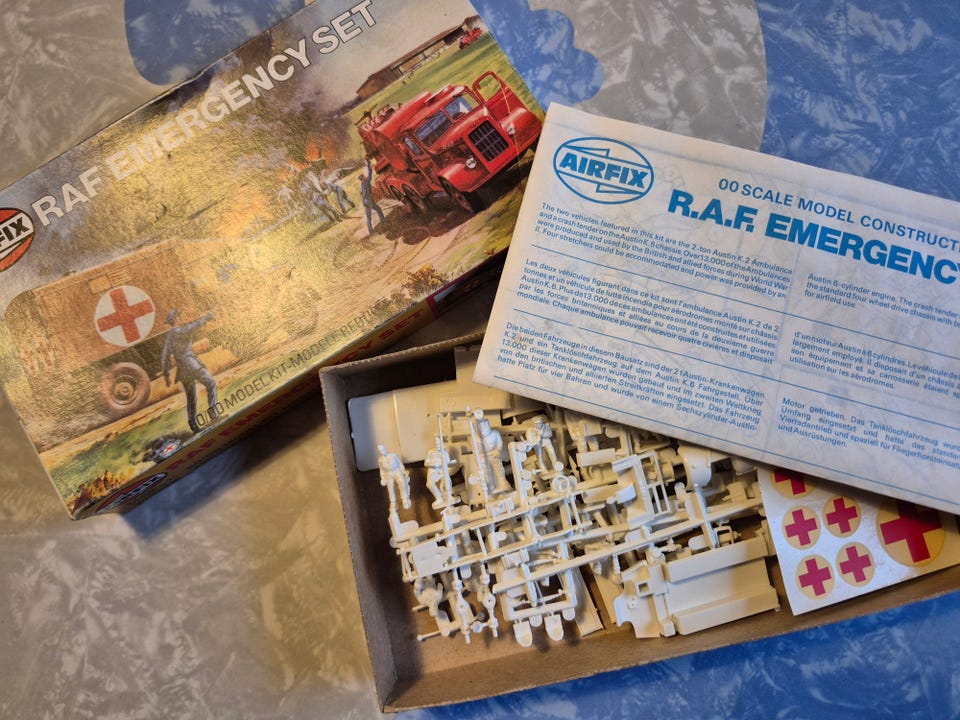 RAF EMERGENCY SET
FIX
0/00 MODEL KIT-
AIRFIX
00 SCALE MODEL CONSTRUCTI
R.A.F. EMERGENC
The two vehicles featured in this kit are the 2-ton Austin K.2 Ambulance
and a crash tender on the Austin K.6 chassis. Over 13.000 of the Ambulance
were produced and used by the British and allied forces during World War
II. Four stretchers could be accommodated and power was provided by an
Austin 6-cylinder engine. The crash tender
the standard four wheel drive chassis with b
for airfield use.
Les deux véhicules figurant dans ce kit sont l'ambulance Austin K.2 de 2
tonnes et un véhicule de lutte incendie pour aérodromes monté sur châssis
Austin K.6. Plus de 13.000 de ces ambulances ont été construites et utilisées
par les forces britanniques et alliées au cours de la deuxième guerre
mondiale. Chaque ambulance pouvait recevoir quatre civières et disposait
d'un moteur Austin à 6 cylindres. Le véhicule de
aérodromes employé, il disposait d'un châssis
son équipement et sa carrosserie étaient sp
utilisation sur les aérodromes.
Die beiden Fahrzeuge in diesem Bausatz sind der 2 t Austin-Krankenwagen
K.2 und ein Tanklöschfahrzeug auf dem Austin K.6 Fahrgestell. Über
13.000 dieser Krankenwagen wurden gebaut und im zweiten Weltkrieg
von den britischen und alliierten Streitkräften eingesetzt. Das Fahrzeug
hatte Platz für vier Bahren und wurde von einem Sechszylinder-Austin-
Motor getrieben. Das Tanklöschfahrzeug wurd
Umfang eingesetzt und hatte das standar
Vierradantrieb und speziell für Fliegerhorsteinsat
und Ausrüstungen.